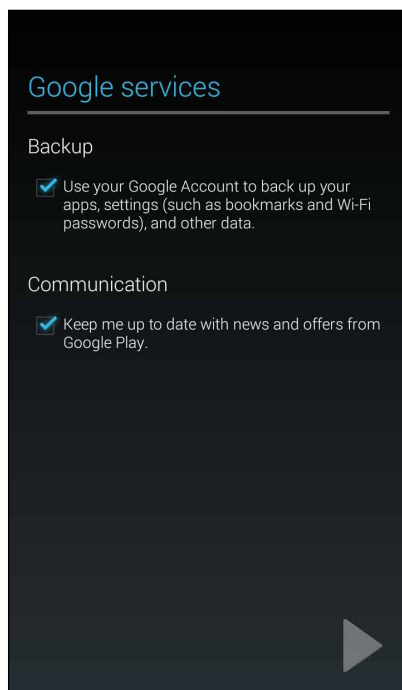 Google services
Backup
Use your Google Account to back up your
apps, settings (such as bookmarks and Wi-Fi
passwords), and other data.
Communication
Keep me up to date with news and offers from
Google Play.